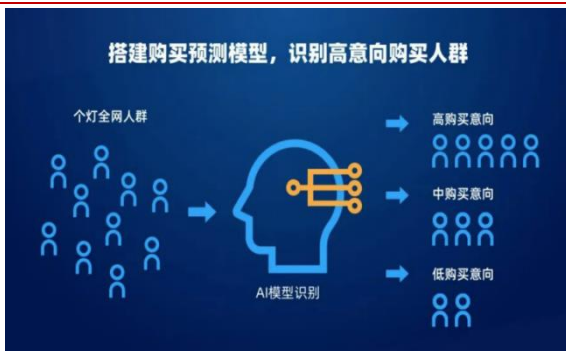 搭建购买预测模型，识别高意向购买人群
个灯全网人群
AI模型识别
高购买意向
中购买意向
低购买意向